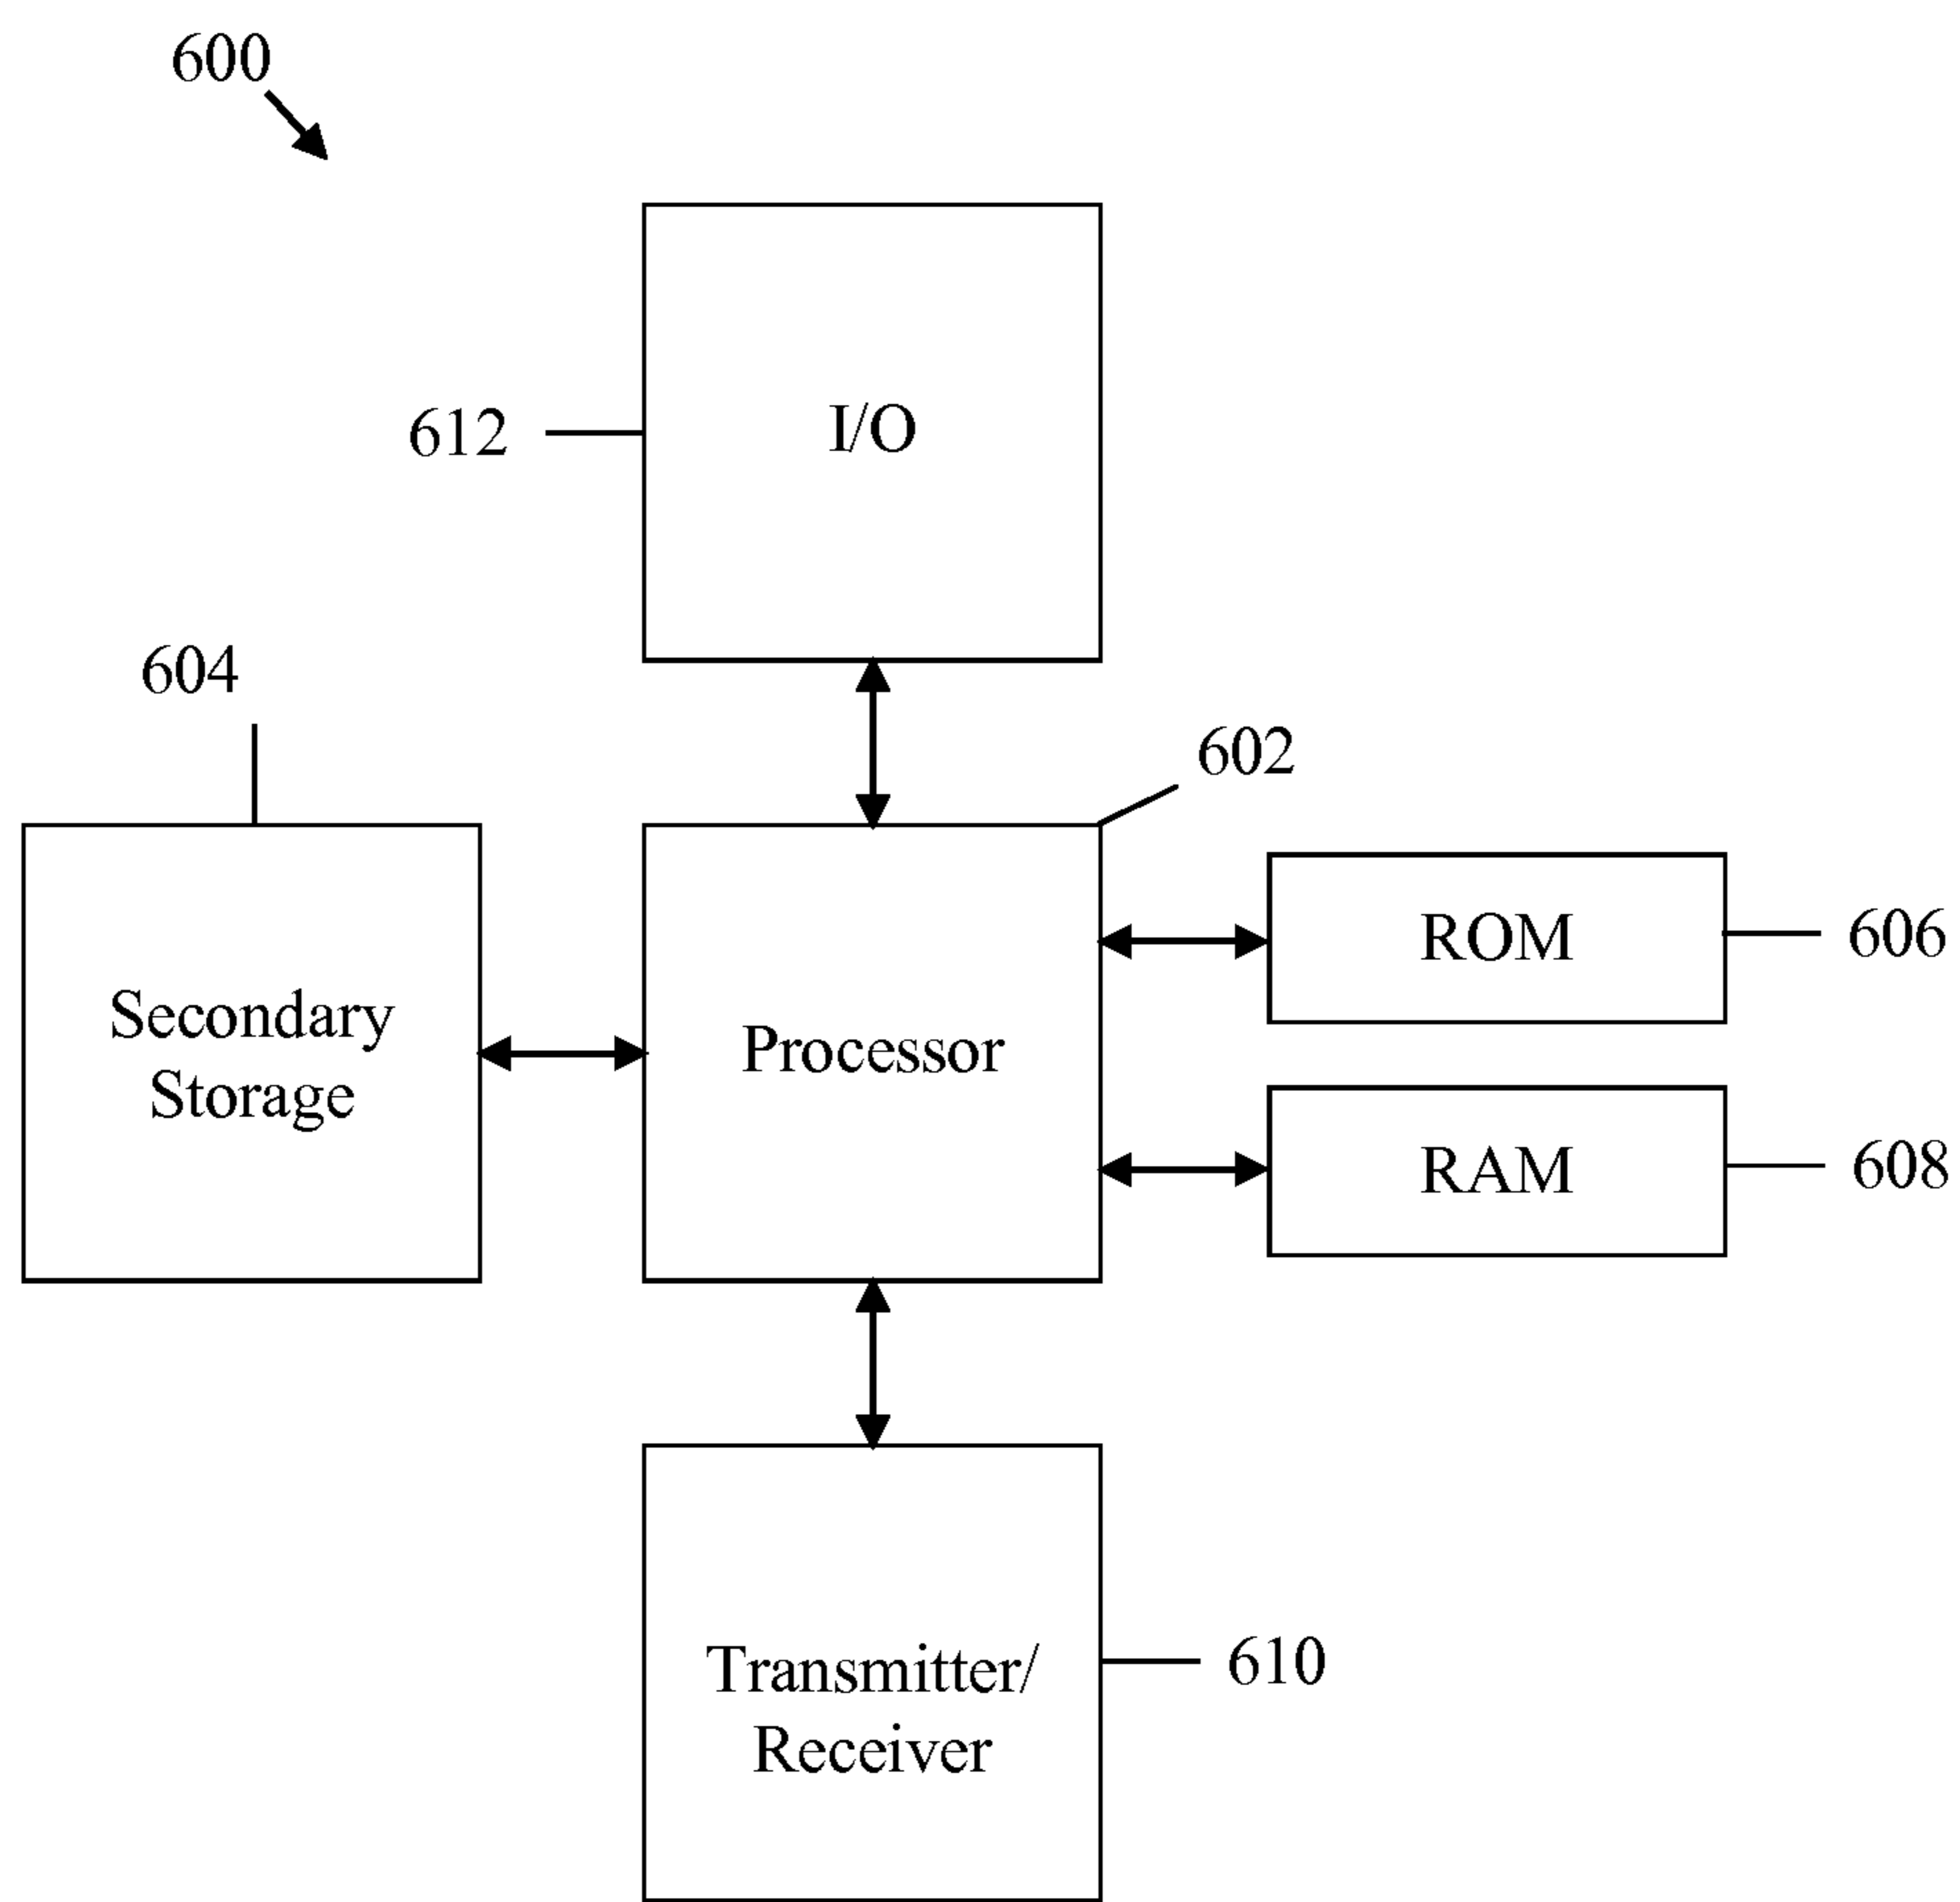 600
I/O
612
604
602
Secondary
Storage
Processor
ROM
606
RAM
608
Transmitter/
Receiver
610